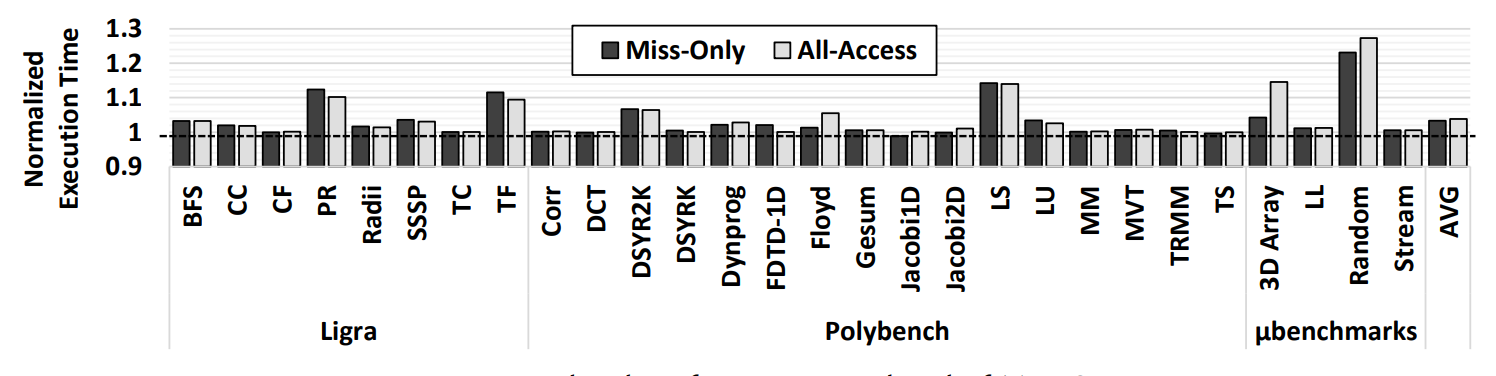 Normalized
Execution Time
1.3
1.2
1.1
1
0.9
Miss-Only
All-Access
BFS
CC
CF
PR
Radii
SSSP
TC
TF
Corr
DCT
DSYR2K
DSYRK
Dynprog
FDTD-1D
Floyd
Gesum
Jacobi1D
Jacobi2D
LS
LU
MM
MVT
TRMM
TS
3D Array
LL
Random
Stream
AVG
Ligra
Polybench
μbenchmarks